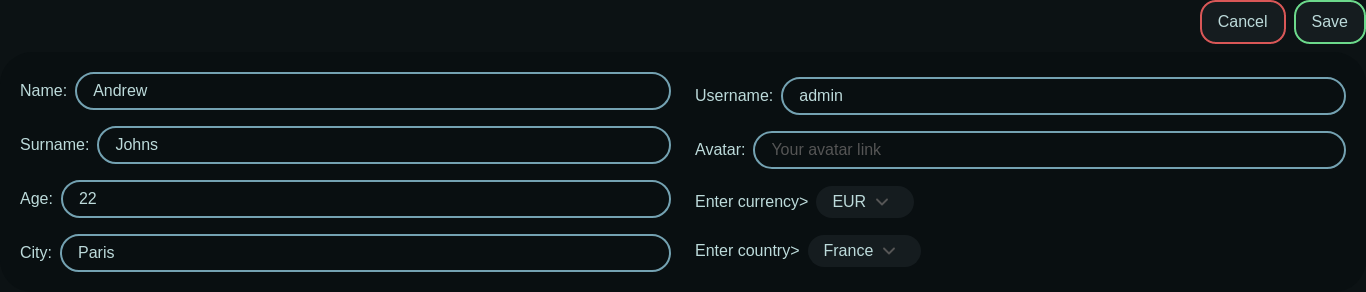 Cancel Save
Name: Andrew
Surname: Johns
Age: 22
City: Paris
Username: admin
Avatar: Your avatar link
Enter currency> EUR
Enter country> France